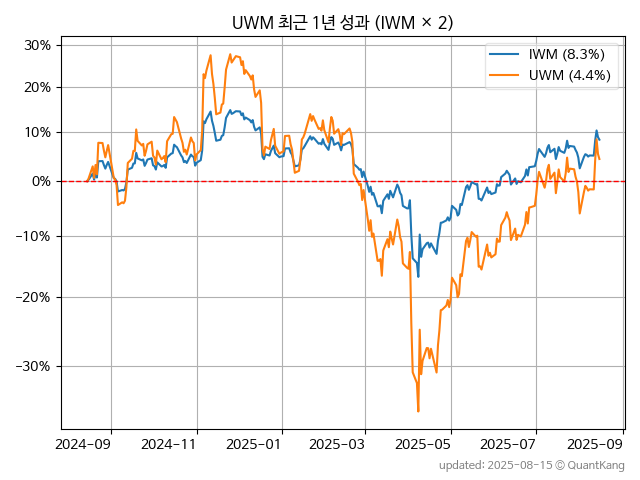 UWM 최근 1년 성과 (IWM × 2)
IWM (8.3%)
UWM (4.4%)
30%
20%
10%
0%
−10%
−20%
−30%
2024-09 2024-11 2025-01 2025-03 2025-05 2025-07 2025-09
updated: 2025-08-15 ⓒ QuantKang